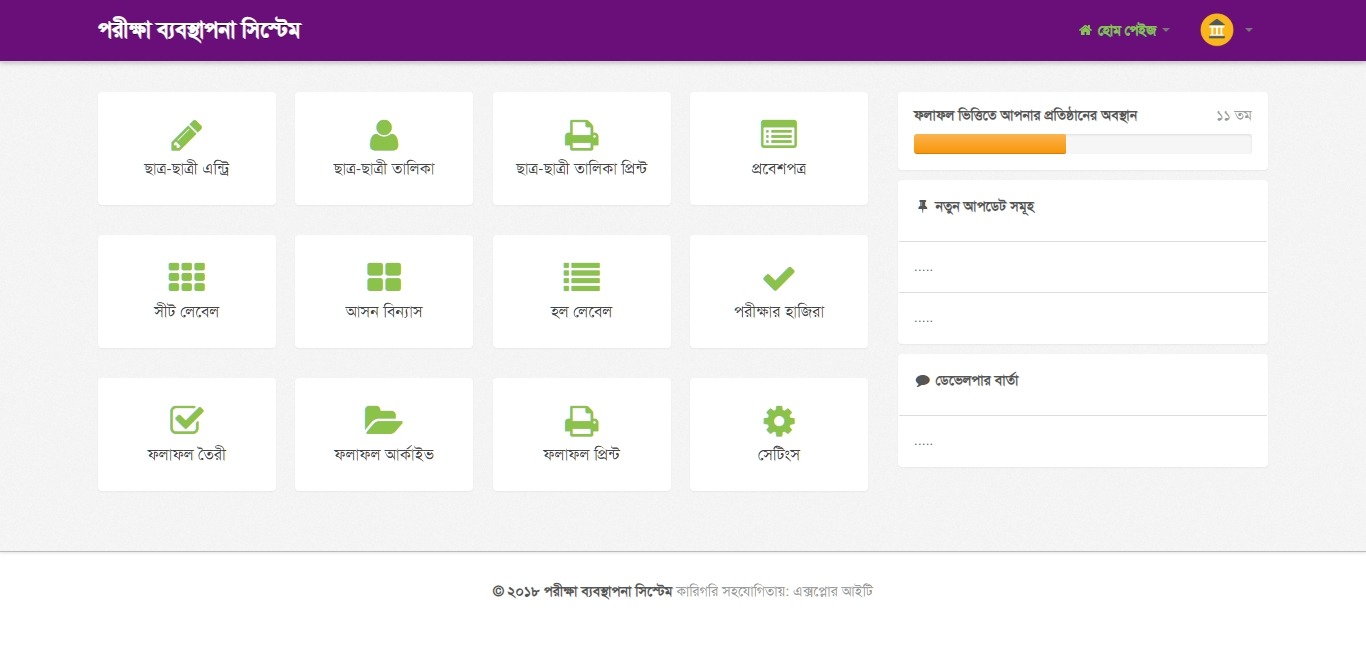 পরীক্ষা ব্যবস্থাপনা সিস্টেম
হোম পেইজ
ছাত্র-ছাত্রী এন্ট্রি
ছাত্র-ছাত্রী তালিকা
ছাত্র-ছাত্রী তালিকা প্রিন্ট
প্রবেশপত্র
সীট লেবেল
আসন বিন্যাস
হল লেবেল
পরীক্ষার হাজিরা
ফলাফল তৈরী
ফলাফল আর্কাইভ
ফলাফল প্রিন্ট
সেটিংস
ফলাফল ভিত্তিতে আপনার প্রতিষ্ঠানের অবস্থান ১১ তম
নতুন আপডেট সমূহ
.....
.....
ডেভেলপার বার্তা
.....
© ২০১৮ পরীক্ষা ব্যবস্থাপনা সিস্টেম কারিগরি সহযোগিতায়: এক্সপ্লোর আইটি